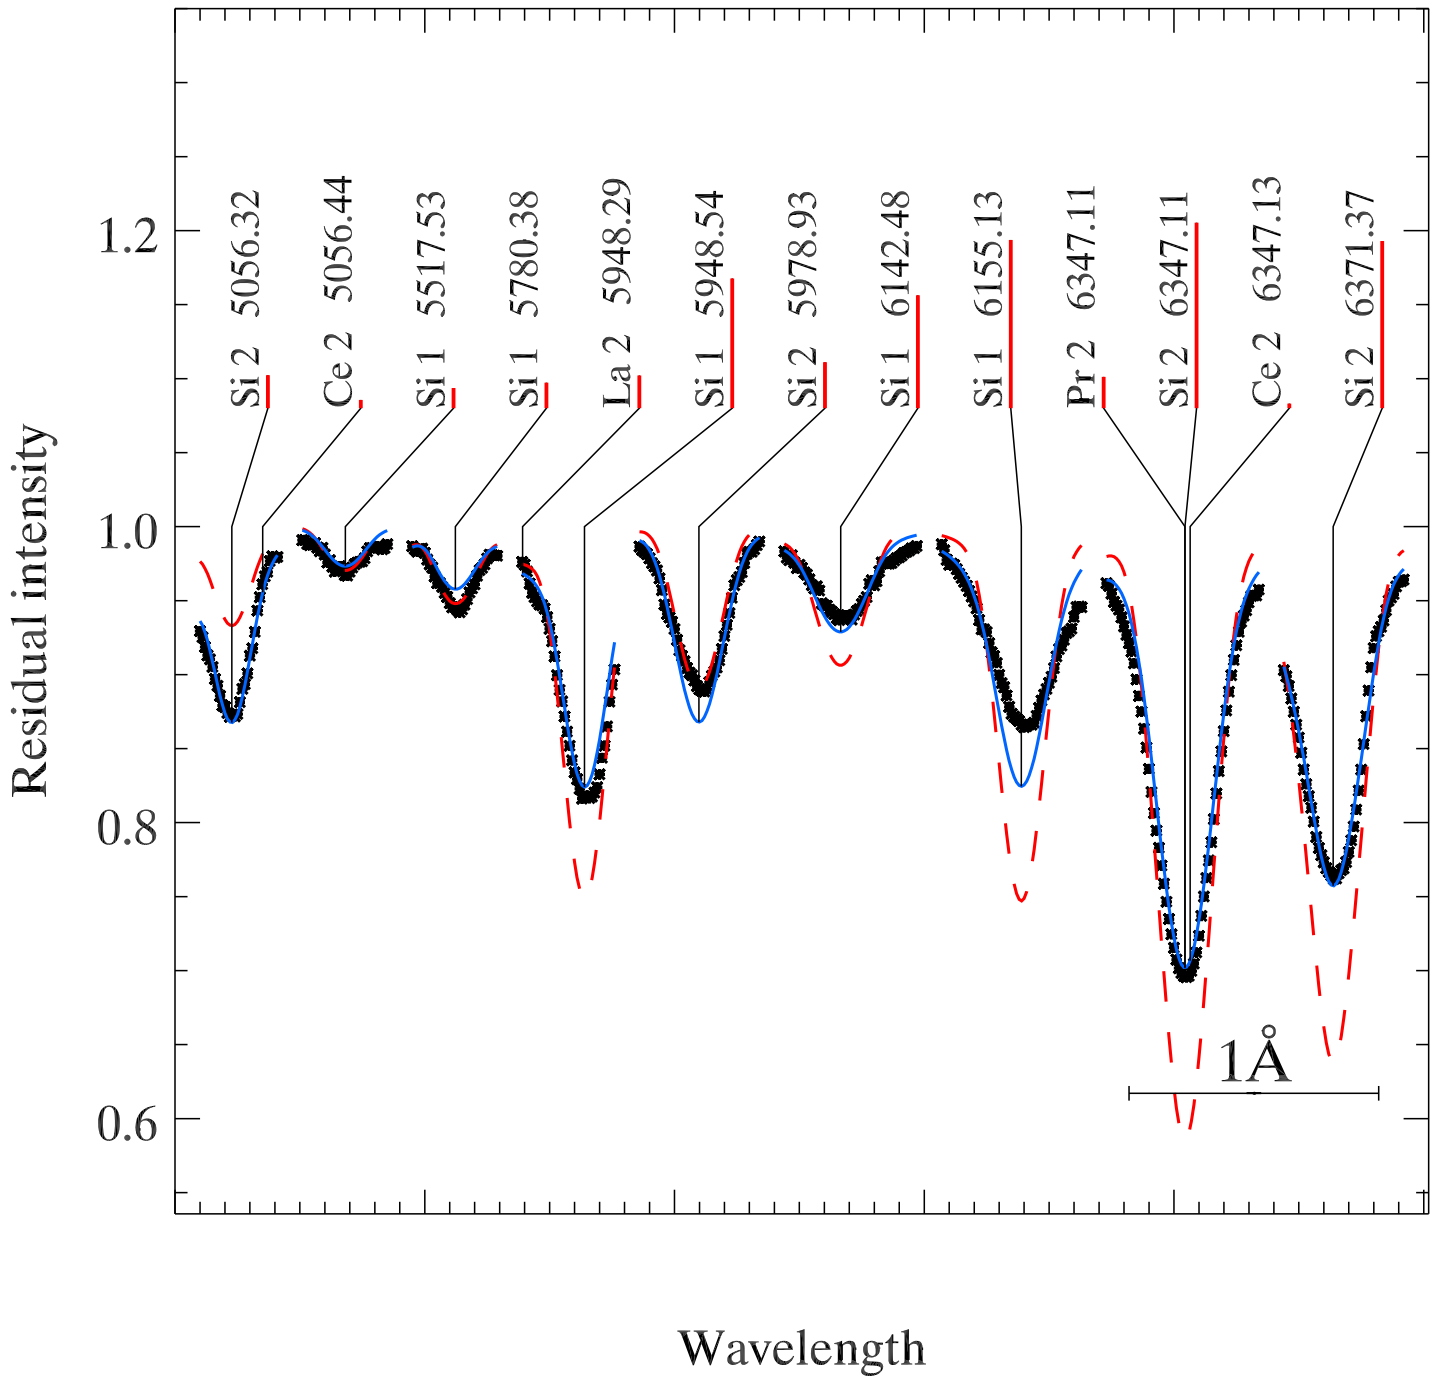 Si 2 5056.32
Ce 2 5056.44
Si 1 5517.53
Si 1 5780.38
La 2 5948.29
Si 1 5948.54
Si 2 5978.93
Si 1 6142.48
Si 1 6155.13
Pr 2 6347.11
Si 2 6347.11
Ce 2 6347.13
Si 2 6371.37
1.2
1.0
0.8
0.6
Residual intensity
1Å
Wavelength